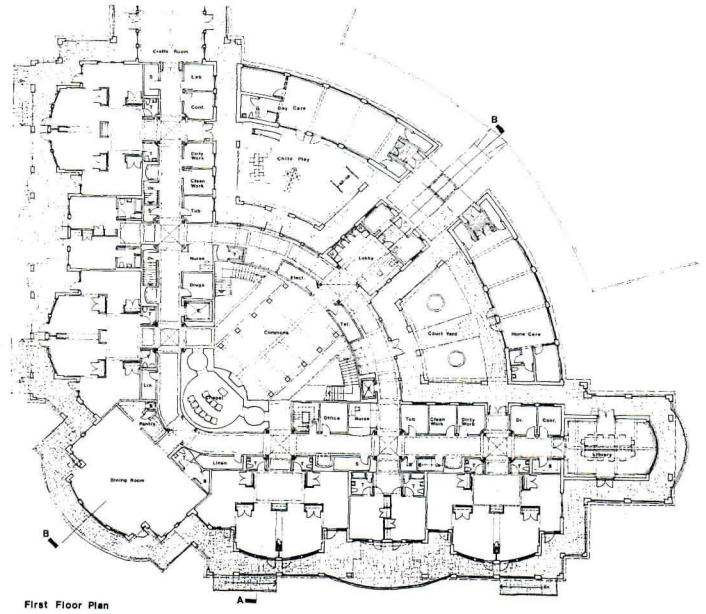 Crafts Room
S
Lab
Conf.
Day Care
B
Dirty
Work
Child Play
Clean
Work
Tub
Lobby
Nurse
Elect.
Drugs
Tel.
Commons
Court Yard
Home Care
Lin.
Chapel
Pantry
Office
Nurse
Tub
Clean
Work
Dirty
Work
Dr.
Conf.
Library
Linen
S
Dining Room
B
A
First Floor Plan